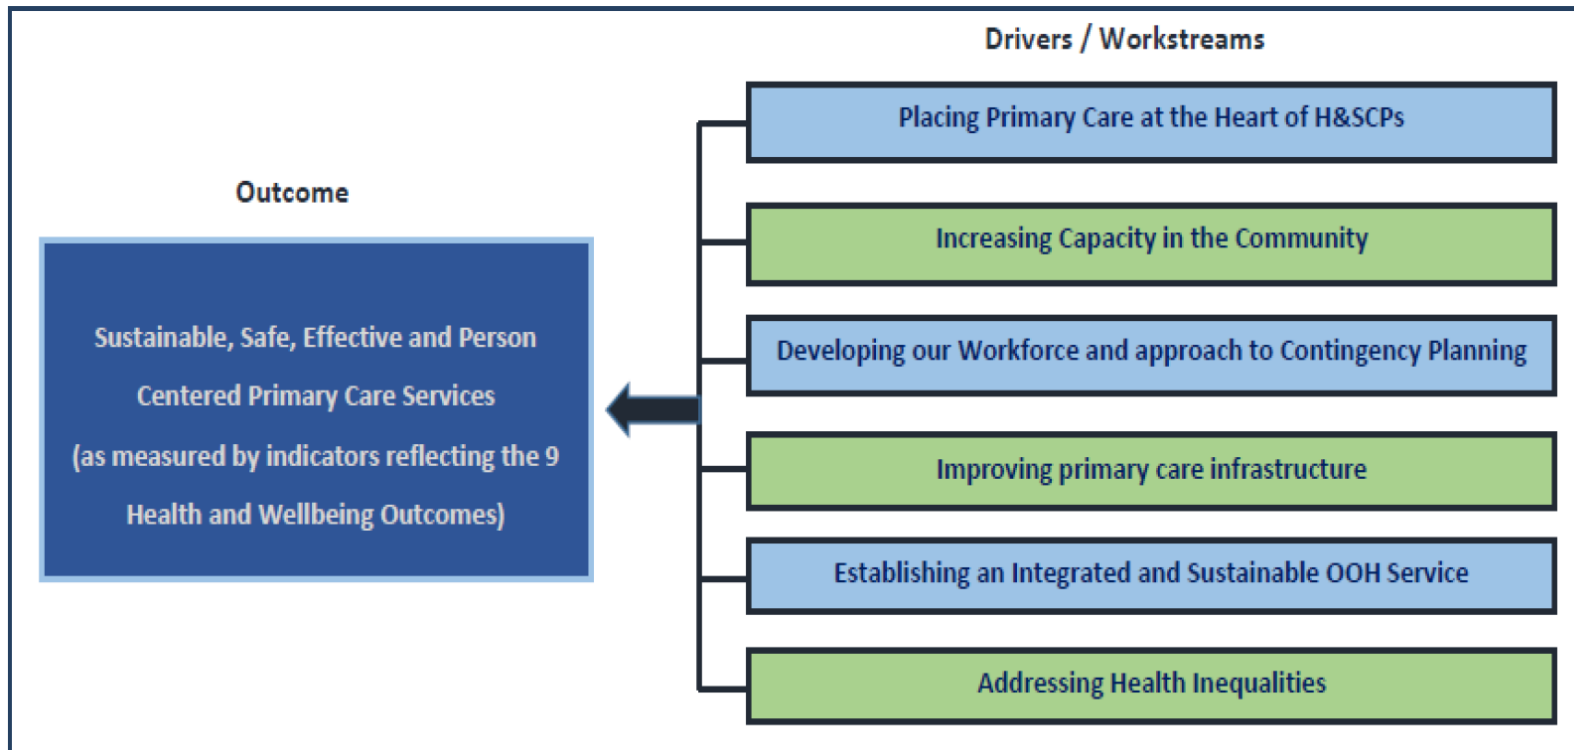 Drivers / Workstreams
Placing Primary Care at the Heart of H&SCPs
Outcome
Increasing Capacity in the Community
Sustainable, Safe, Effective and Person
Centered Primary Care Services
(as measured by indicators reflecting the 9
Health and Wellbeing Outcomes)
Developing our Workforce and approach to Contingency Planning
Improving primary care infrastructure
Establishing an Integrated and Sustainable OOH Service
Addressing Health Inequalities